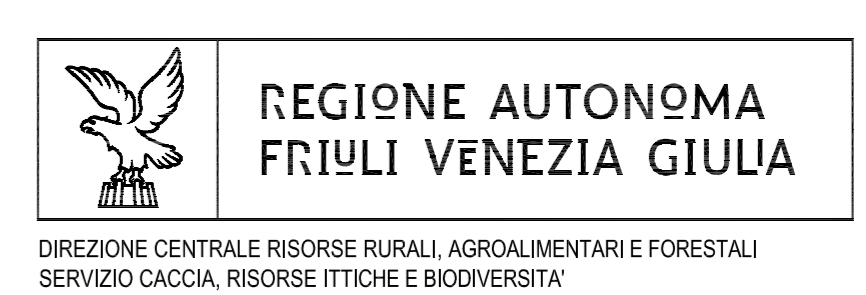 REGIONE AUTONOMA
FRIULI VENEZIA GIULIA
DIREZIONE CENTRALE RISORSE RURALI, AGROALIMENTARI E FORESTALI
SERVIZIO CACCIA, RISORSE ITTICHE E BIODIVERSITA'